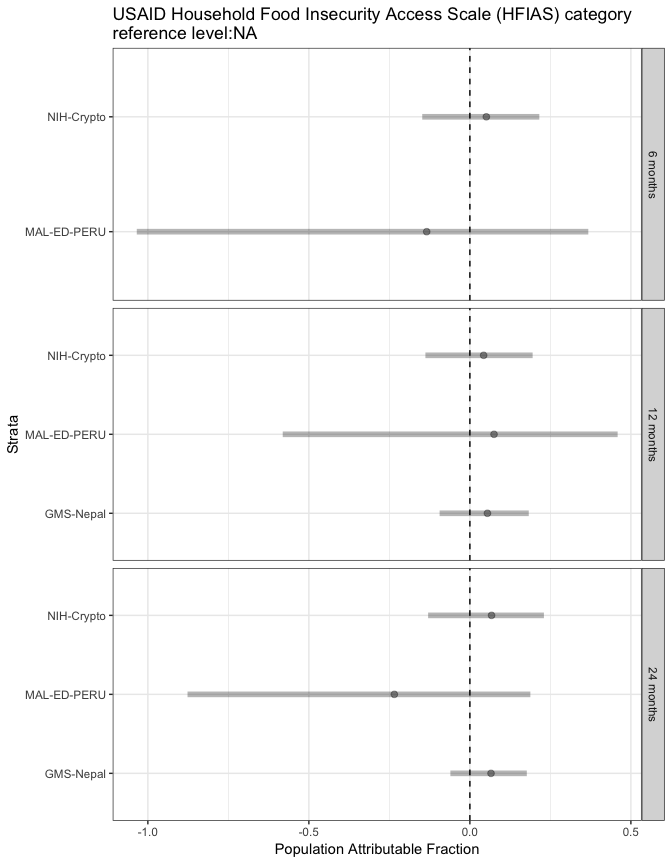 USAID Household Food Insecurity Access Scale (HFIAS) category
reference level:NA
NIH-Crypto
MAL-ED-PERU
6 months
NIH-Crypto
MAL-ED-PERU
GMS-Nepal
12 months
NIH-Crypto
MAL-ED-PERU
GMS-Nepal
24 months
Strata
-1.0 -0.5 0.0 0.5
Population Attributable Fraction